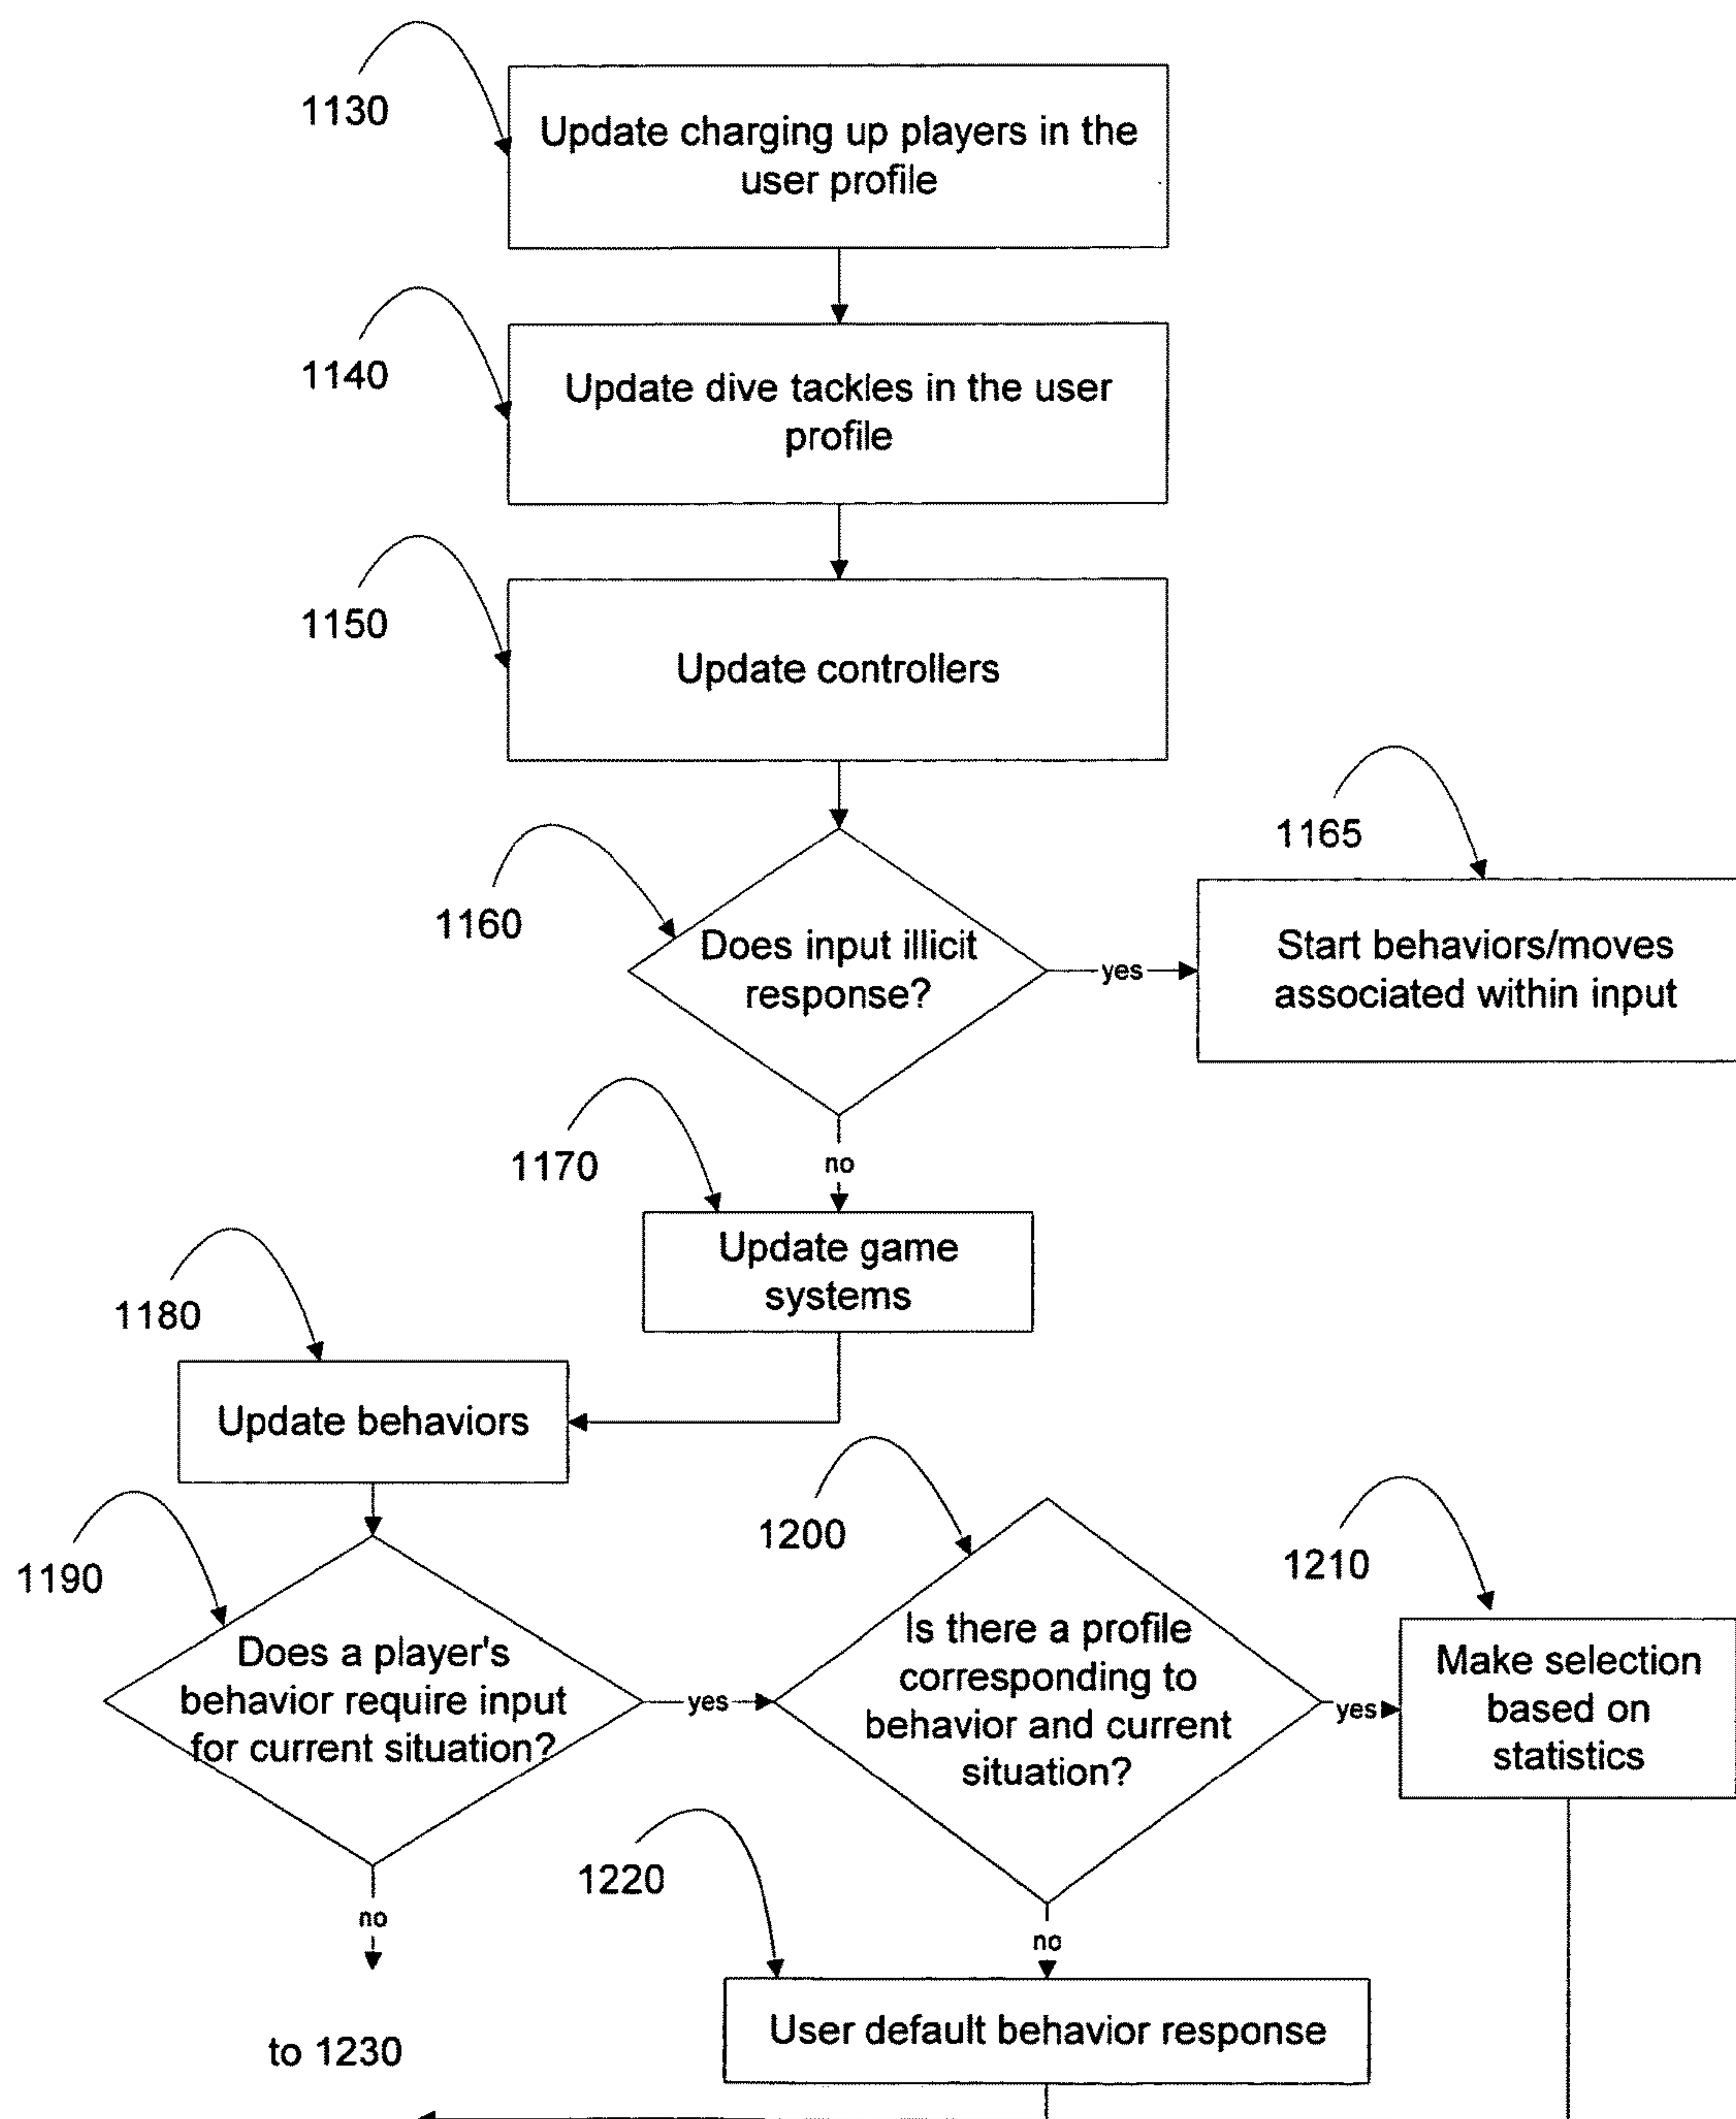 1130
Update charging up players in the
user profile
1140
Update dive tackles in the user
profile
1150
Update controllers
1160
Does input illicit
response?
yes
1165
Start behaviors/moves
associated within input
no
1170
Update game
systems
1180
Update behaviors
1190
Does a player's
behavior require input
for current situation?
yes
1200
Is there a profile
corresponding to
behavior and current
situation?
yes
1210
Make selection
based on
statistics
no
to 1230
no
1220
User default behavior response